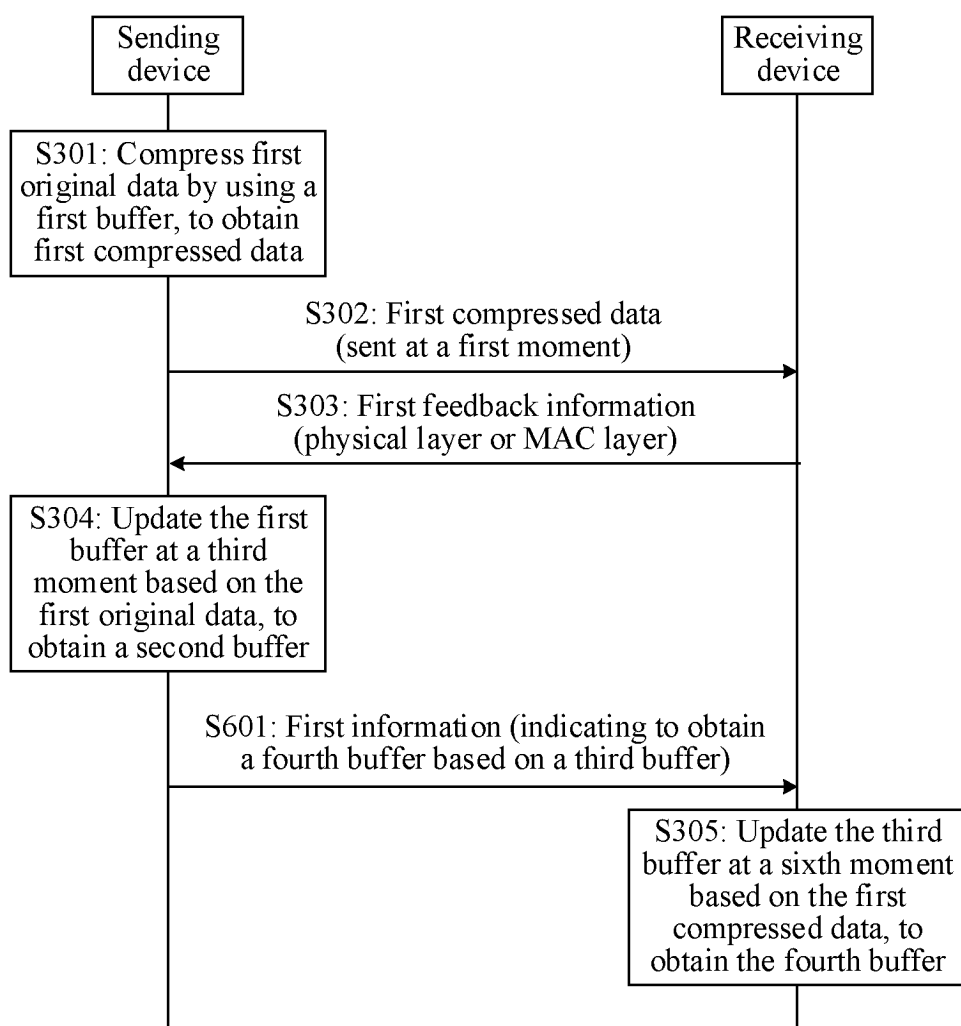 Sending
device
Receiving
device
S301: Compress first
original data by using a
first buffer, to obtain
first compressed data
S302: First compressed data
(sent at a first moment)
S303: First feedback information
(physical layer or MAC layer)
S304: Update the first
buffer at a third
moment based on the
first original data, to
obtain a second buffer
S601: First information (indicating to obtain
a fourth buffer based on a third buffer)
S305: Update the third
buffer at a sixth moment
based on the first
compressed data, to
obtain the fourth buffer